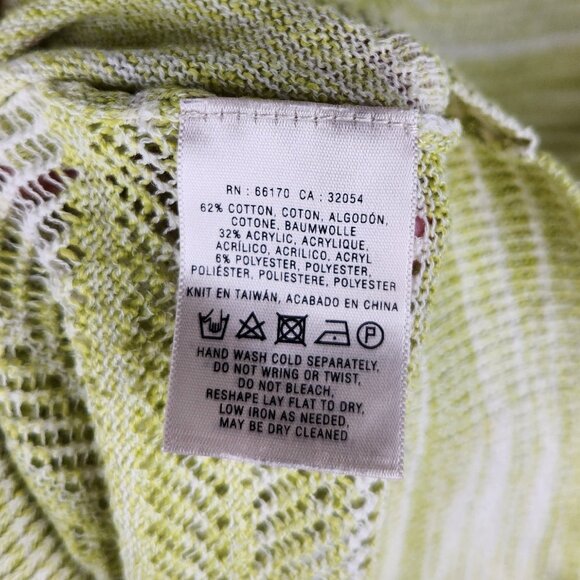 RN : 66170 CA : 32054
62% COTTON, COTON, ALGODÓN,
COTONE, BAUMWOLLE
32% ACRYLIC, ACRYLIQUE,
ACRÍLICO, ACRILICO, ACRYL
6% POLYESTER, POLYESTER,
POLIÉSTER, POLIESTERE, POLYESTER
KNIT EN TAIWÁN, ACABADO EN CHINA
P
HAND WASH COLD SEPARATELY,
DO NOT WRING OR TWIST,
DO NOT BLEACH,
RESHAPE LAY FLAT TO DRY,
LOW IRON AS NEEDED,
MAY BE DRY CLEANED